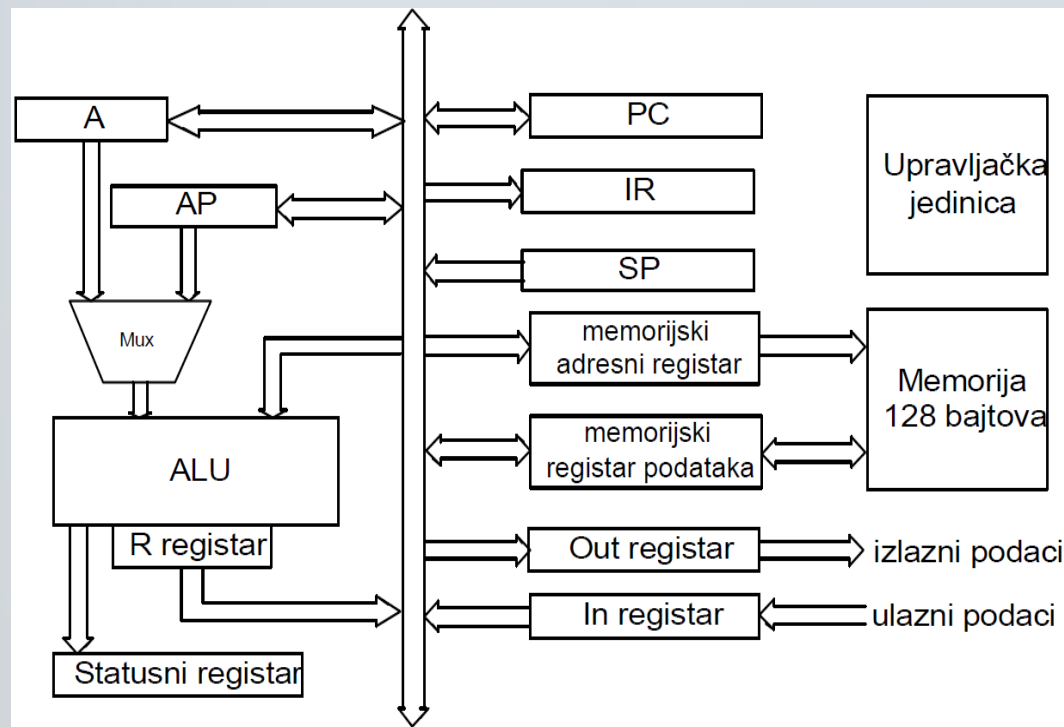 A
PC
Upravljačka
jedinica
AP
IR
SP
Mux
memorijski
adresni registar
Memorija
128 bajtova
memorijski
registar podataka
ALU
R registar
Out registar
izlazni podaci
In registar
ulazni podaci
Statusni registar